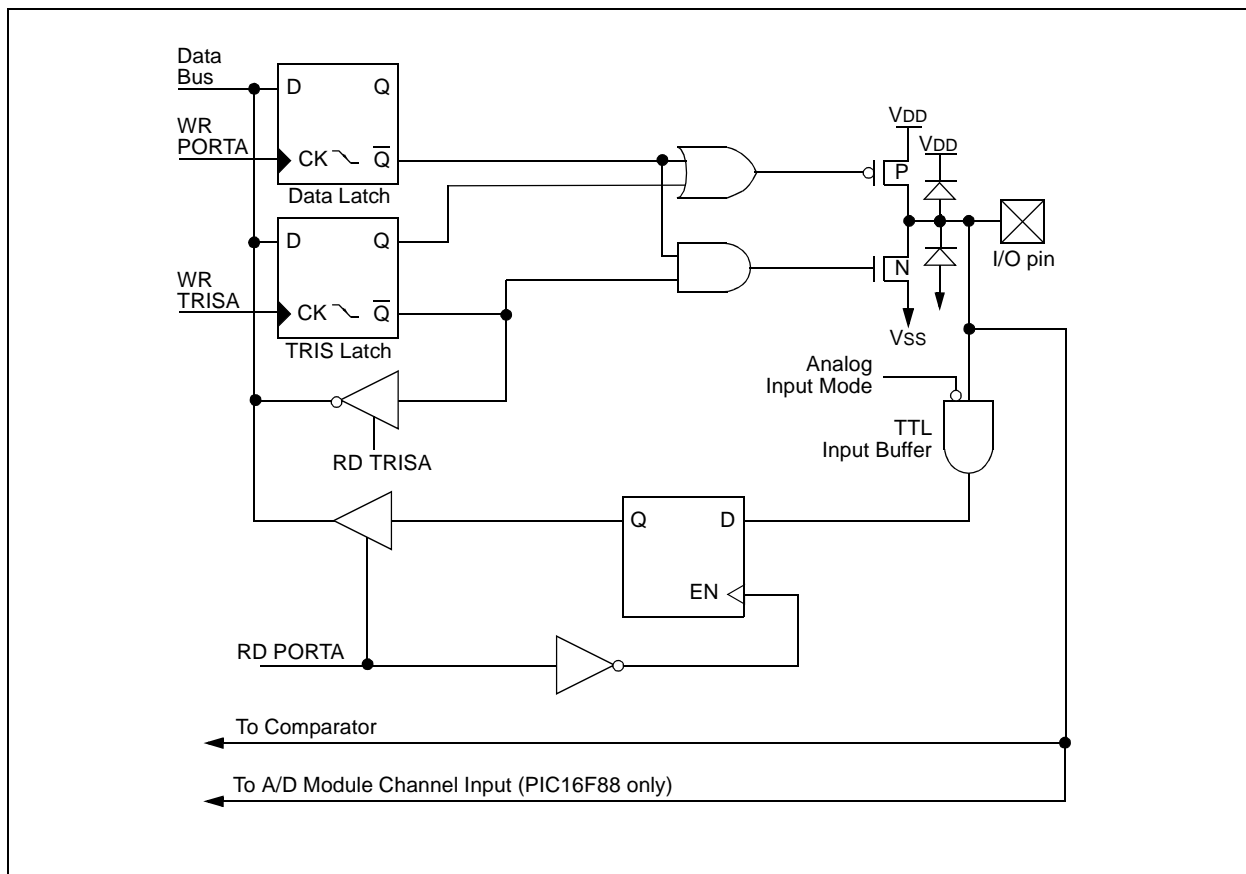 Data
Bus
D Q
WR
PORTA
CK Q̅
Data Latch
VDD
VDD
P
D Q
WR
TRISA
CK Q̅
TRIS Latch
N
I/O pin
VSS
Analog
Input Mode
TTL
Input Buffer
RD TRISA
Q D
EN
RD PORTA
To Comparator
To A/D Module Channel Input (PIC16F88 only)